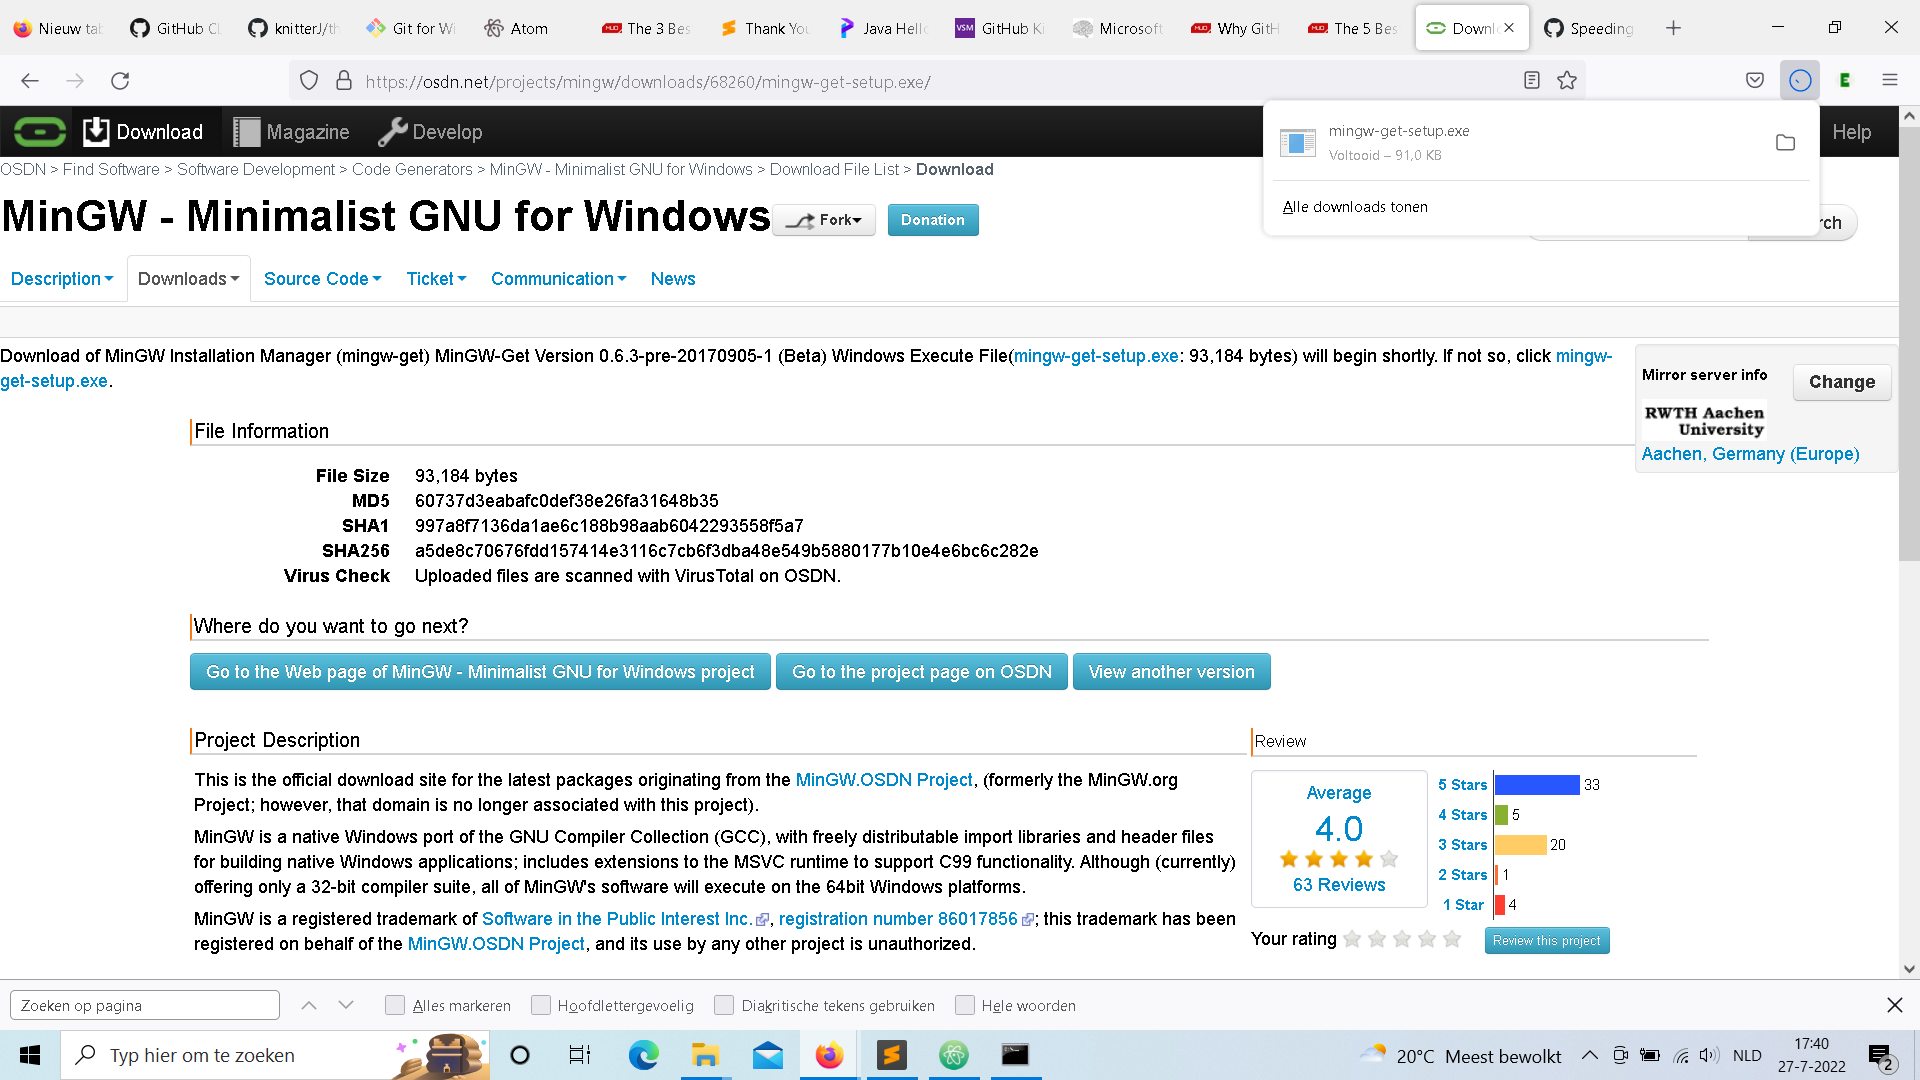 Nieuw tab
GitHub Cl
knitterJ/th
Git for Wi
Atom
The 3 Bes
Thank You
Java Hello
VSM
GitHub Ki
Microsoft
Why GitH
The 5 Bes
Downl
Speeding
https://osdn.net/projects/mingw/downloads/68260/mingw-get-setup.exe/
mingw-get-setup.exe
Voltooid – 91,0 KB
Alle downloads tonen
Download
Magazine
Develop
Help
OSDN > Find Software > Software Development > Code Generators > MinGW - Minimalist GNU for Windows > Download File List > Download
MinGW - Minimalist GNU for Windows
Fork
Donation
rch
Description
Downloads
Source Code
Ticket
Communication
News
Download of MinGW Installation Manager (mingw-get) MinGW-Get Version 0.6.3-pre-20170905-1 (Beta) Windows Execute File(mingw-get-setup.exe: 93,184 bytes) will begin shortly. If not so, click mingw-
get-setup.exe.
Mirror server info
Change
RWTH Aachen
University
Aachen, Germany (Europe)
File Information
File Size 93,184 bytes
MD5 60737d3eabafc0def38e26fa31648b35
SHA1 997a8f7136da1ae6c188b98aab6042293558f5a7
SHA256 a5de8c70676fdd157414e3116c7cb6f3dba48e549b5880177b10e4e6bc6c282e
Virus Check Uploaded files are scanned with VirusTotal on OSDN.
Where do you want to go next?
Go to the Web page of MinGW - Minimalist GNU for Windows project
Go to the project page on OSDN
View another version
Project Description
This is the official download site for the latest packages originating from the MinGW.OSDN Project, (formerly the MinGW.org
Project; however, that domain is no longer associated with this project).
MinGW is a native Windows port of the GNU Compiler Collection (GCC), with freely distributable import libraries and header files
for building native Windows applications; includes extensions to the MSVC runtime to support C99 functionality. Although (currently)
offering only a 32-bit compiler suite, all of MinGW's software will execute on the 64bit Windows platforms.
MinGW is a registered trademark of Software in the Public Interest Inc., registration number 86017856; this trademark has been
registered on behalf of the MinGW.OSDN Project, and its use by any other project is unauthorized.
Review
Average
4.0
63 Reviews
5 Stars 33
4 Stars 5
3 Stars 20
2 Stars 1
1 Star 4
Your rating
Review this project
Zoeken op pagina
Alles markeren
Hoofdlettergevoelig
Diakritische tekens gebruiken
Hele woorden
Typ hier om te zoeken
20°C Meest bewolkt
NLD
17:40
27-7-2022
2